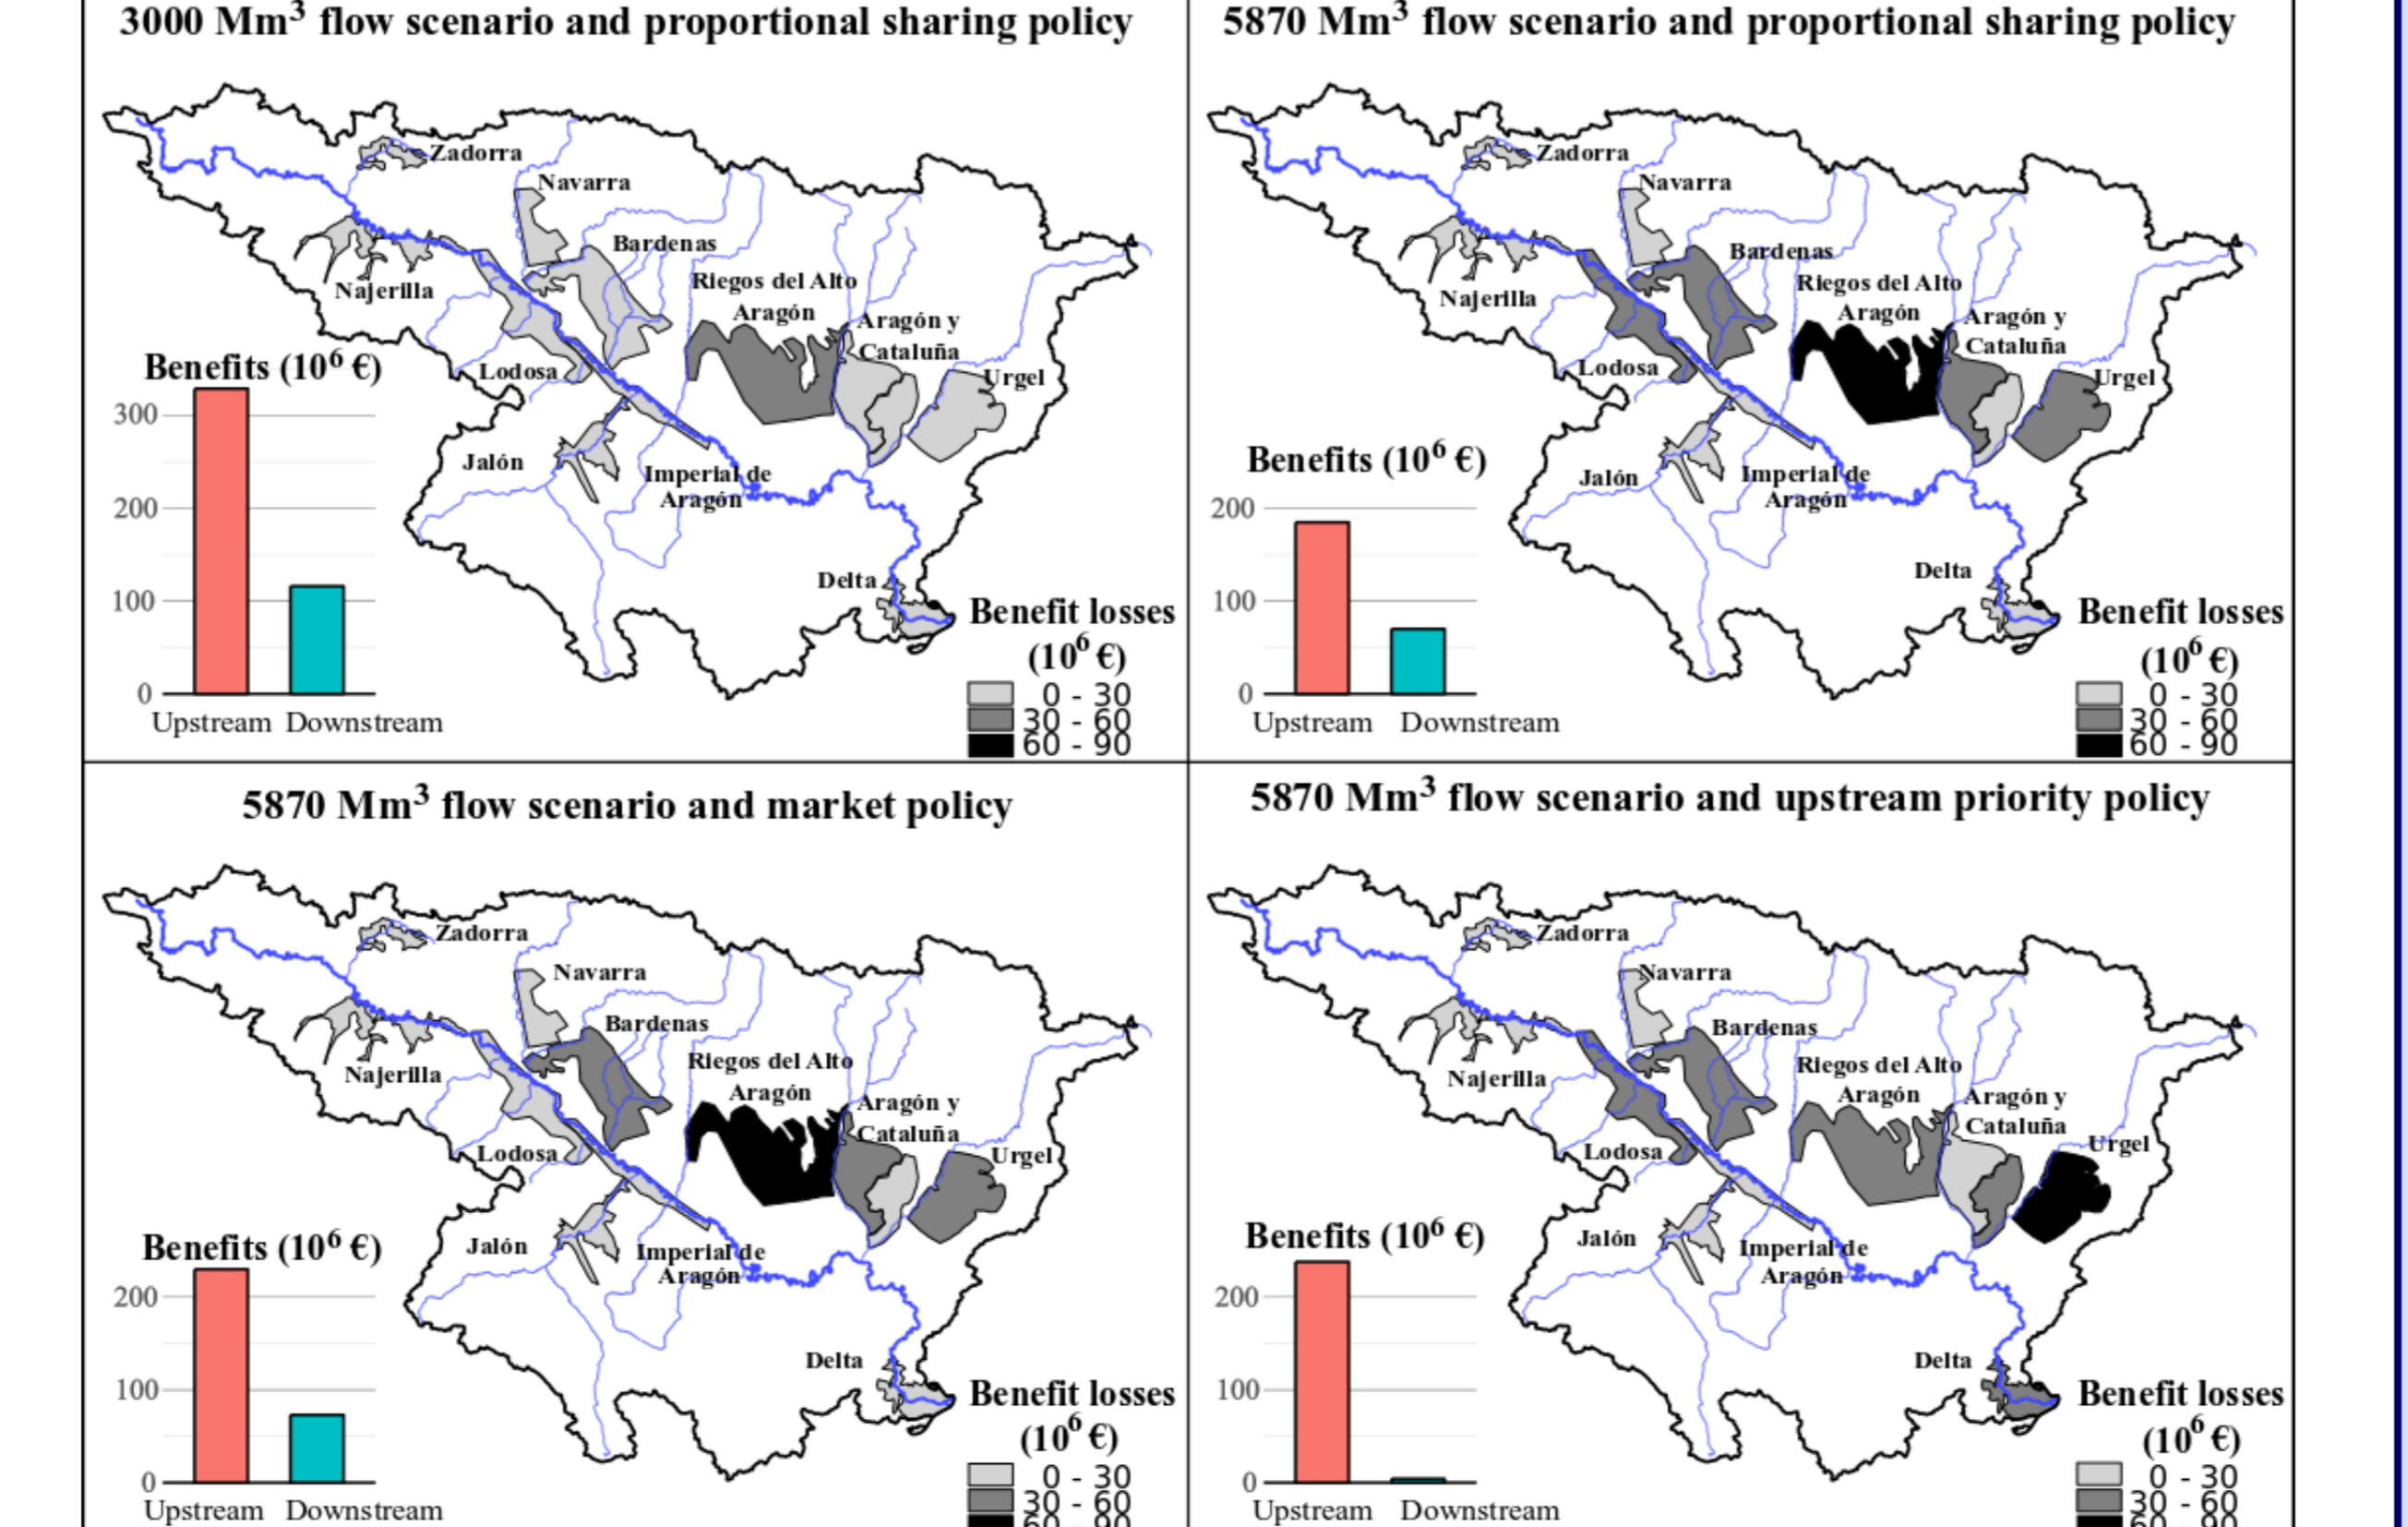 3000 Mm³ flow scenario and proportional sharing policy
Zadorra
Navarra
Bardenas
Najerilla
Riegos del Alto
Aragón
Aragón y
Cataluña
Benefits (10⁶ €)
Lodosa
Urgel
300
Jalón
Imperial de
Aragón
200
Delta
100
Benefit losses
(10⁶ €)
0
0 - 30
30 - 60
60 - 90
Upstream Downstream
5870 Mm³ flow scenario and proportional sharing policy
Zadorra
Navarra
Bardenas
Najerilla
Riegos del Alto
Aragón
Aragón y
Cataluña
Lodosa
Urgel
Benefits (10⁶ €)
Jalón
Imperial de
Aragón
200
Delta
100
Benefit losses
(10⁶ €)
0
0 - 30
30 - 60
60 - 90
Upstream Downstream
5870 Mm³ flow scenario and market policy
Zadorra
Navarra
Bardenas
Najerilla
Riegos del Alto
Aragón
Aragón y
Cataluña
Lodosa
Urgel
Benefits (10⁶ €)
Jalón
Imperial de
Aragón
200
Delta
100
Benefit losses
(10⁶ €)
0
0 - 30
30 - 60
60 - 90
Upstream Downstream
5870 Mm³ flow scenario and upstream priority policy
Zadorra
Navarra
Bardenas
Najerilla
Riegos del Alto
Aragón
Aragón y
Cataluña
Lodosa
Urgel
Benefits (10⁶ €)
Jalón
Imperial de
Aragón
200
Delta
100
Benefit losses
(10⁶ €)
0
0 - 30
30 - 60
60 - 90
Upstream Downstream